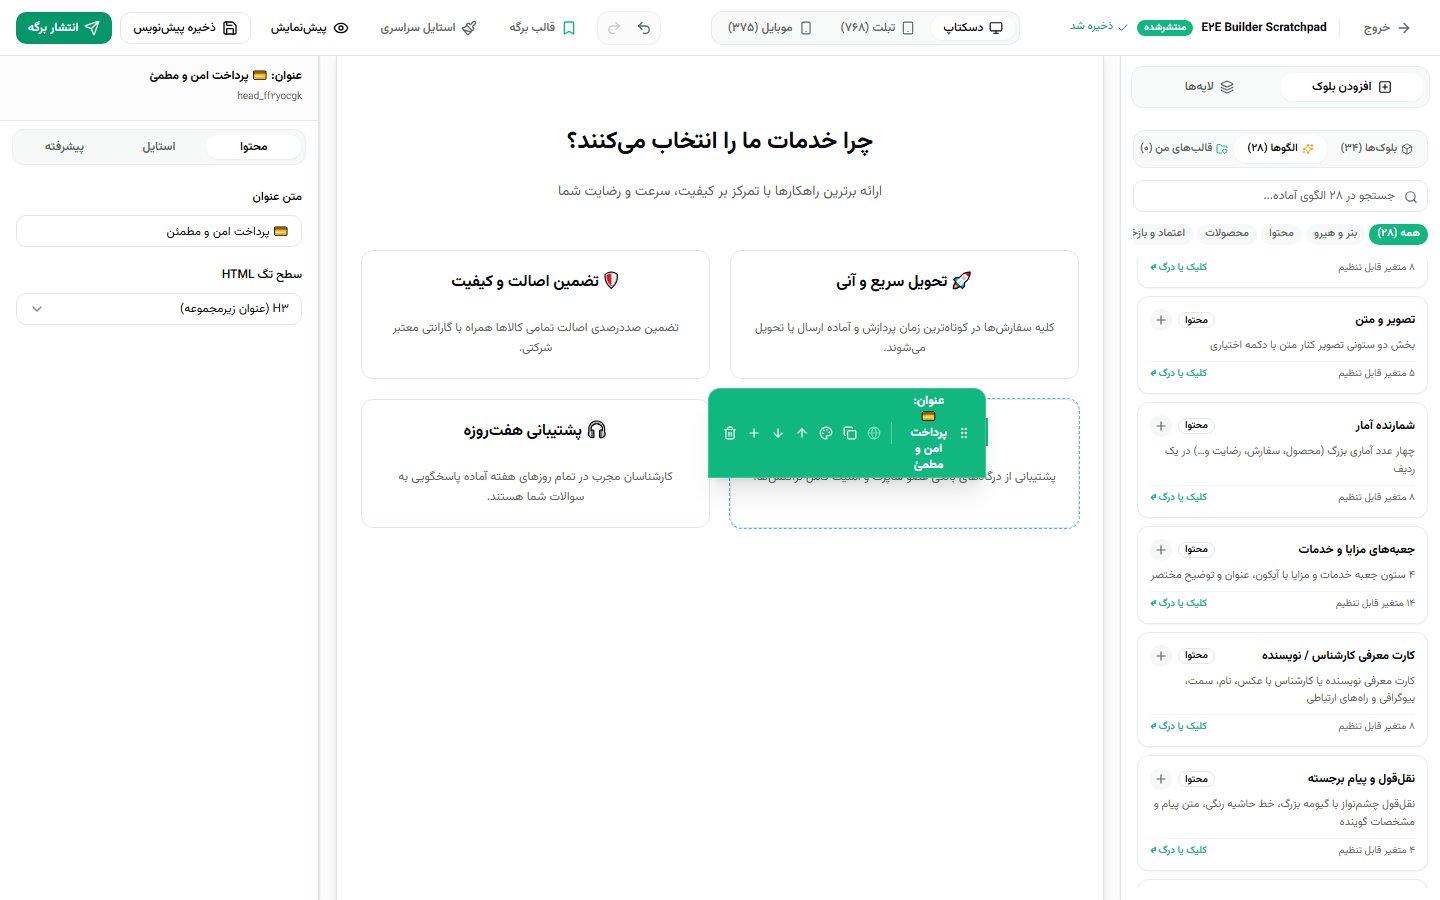 خروج
E2E Builder Scratchpad
منتشرشده
ذخیره شد
دسکتاپ
تبلت (۷۶۸)
موبایل (۳۷۵)
قالب برگه
استایل سراسری
پیش‌نمایش
ذخیره پیش‌نویس
انتشار برگه
افزودن بلوک
لایه‌ها
بلوک‌ها (۳۴)
الگوها (۲۸)
قالب‌های من (۰)
جستجو در ۲۸ الگوی آماده...
همه (۲۸)
بنر و هیرو
محتوا
محصولات
اعتماد و بازخ
۸ متغیر قابل تنظیم
کلیک یا درگ
تصویر و متن
محتوا
بخش دو ستونی تصویر کنار متن با دکمه اختیاری
۵ متغیر قابل تنظیم
کلیک یا درگ
شمارنده آمار
محتوا
چهار عدد آماری بزرگ (محصول، سفارش، رضایت و...) در یک
ردیف
۸ متغیر قابل تنظیم
کلیک یا درگ
جعبه‌های مزایا و خدمات
محتوا
۴ ستون جعبه خدمات و مزایا با آیکون، عنوان و توضیح مختصر
۱۴ متغیر قابل تنظیم
کلیک یا درگ
کارت معرفی کارشناس / نویسنده
محتوا
کارت معرفی نویسنده یا کارشناس با عکس، نام، سمت،
بیوگرافی و راه‌های ارتباطی
۸ متغیر قابل تنظیم
کلیک یا درگ
نقل‌قول و پیام برجسته
محتوا
نقل‌قول چشم‌نواز با گیومه بزرگ، خط حاشیه رنگی، متن پیام و
مشخصات گوینده
۴ متغیر قابل تنظیم
کلیک یا درگ
چرا خدمات ما را انتخاب می‌کنند؟
ارائه برترین راهکارها با تمرکز بر کیفیت، سرعت و رضایت شما
🚀 تحویل سریع و آنی
کلیه سفارش‌ها در کوتاه‌ترین زمان پردازش و آماده ارسال یا تحویل
می‌شوند.
🛡️ تضمین اصالت و کیفیت
تضمین صددرصدی اصالت تمامی کالاها همراه با گارانتی معتبر
شرکتی.
عنوان:
💳
پرداخت
امن و
مطمئ
پشتیبانی از
🎧 پشتیبانی هفت‌روزه
کارشناسان مجرب در تمام روزهای هفته آماده پاسخگویی به
سوالات شما هستند.
عنوان: 💳 پرداخت امن و مطمئ
head_ff2yocgk
محتوا
استایل
پیشرفته
متن عنوان
💳 پرداخت امن و مطمئن
سطح تگ HTML
H۳ (عنوان زیرمجموعه)